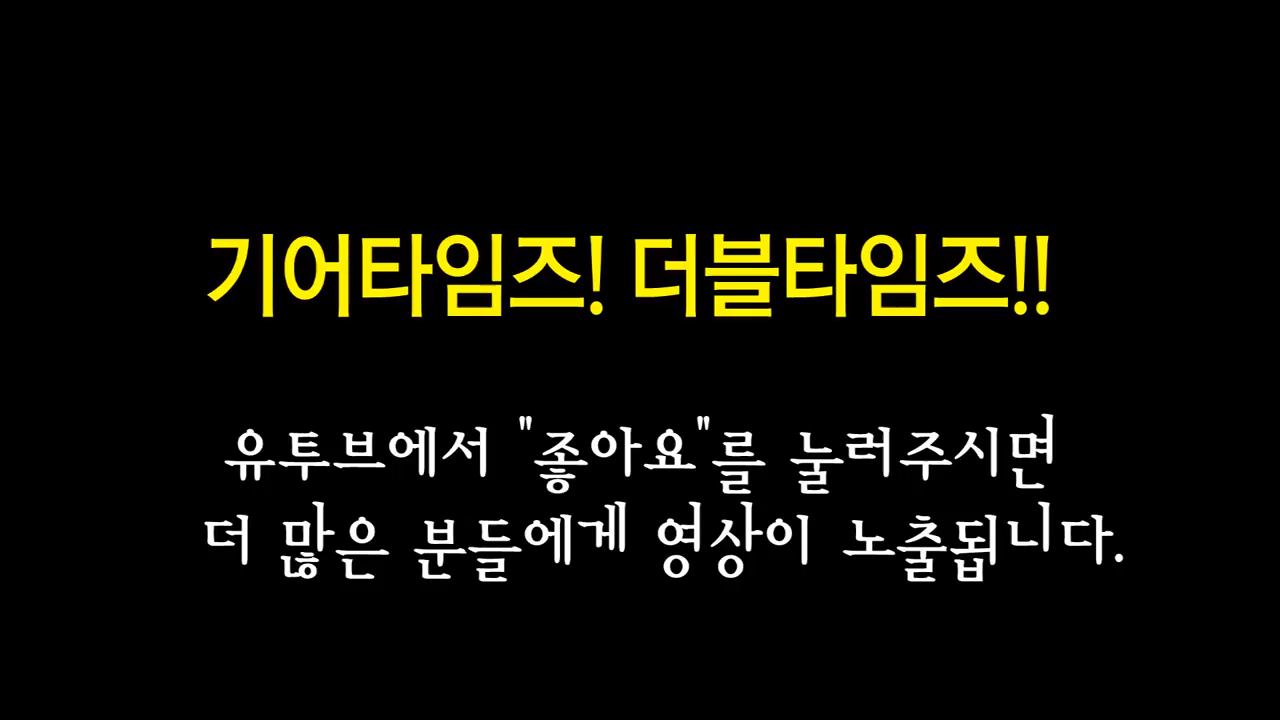 기어타임즈! 더블타임즈!!
유투브에서 "좋아요"를 눌러주시면
더 많은 분들에게 영상이 노출됩니다.